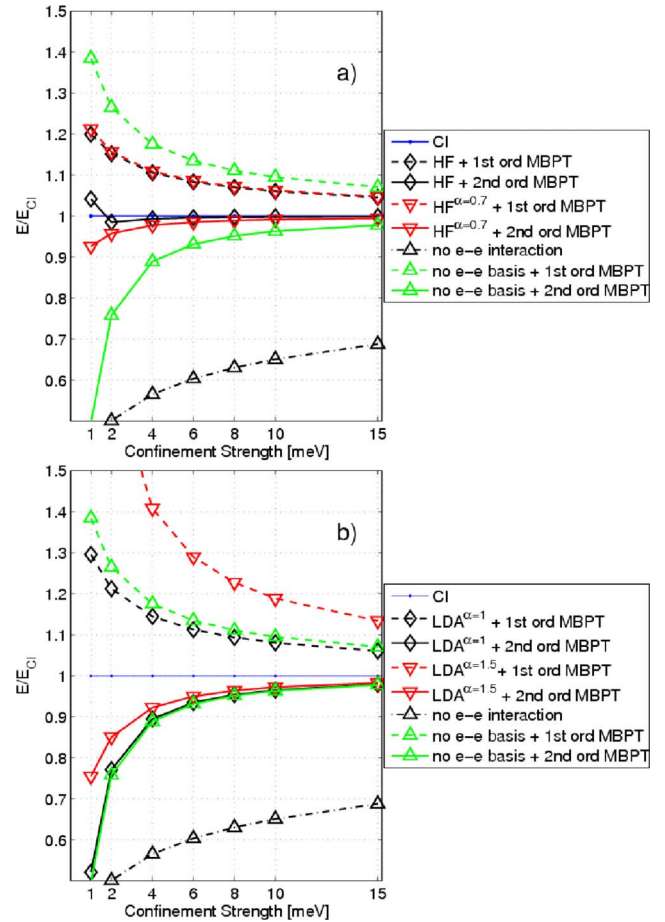 1.5
1.4
1.3
1.2
1.1
1
0.9
0.8
0.7
0.6
E/E_CI
a)
1 2 4 6 8 10 15
Confinement Strength [meV]
CI
HF + 1st ord MBPT
HF + 2nd ord MBPT
HF^α=0.7 + 1st ord MBPT
HF^α=0.7 + 2nd ord MBPT
no e−e interaction
no e−e basis + 1st ord MBPT
no e−e basis + 2nd ord MBPT
1.5
1.4
1.3
1.2
1.1
1
0.9
0.8
0.7
0.6
E/E_CI
b)
1 2 4 6 8 10 15
Confinement Strength [meV]
CI
LDA^α=1 + 1st ord MBPT
LDA^α=1 + 2nd ord MBPT
LDA^α=1.5 + 1st ord MBPT
LDA^α=1.5 + 2nd ord MBPT
no e−e interaction
no e−e basis + 1st ord MBPT
no e−e basis + 2nd ord MBPT